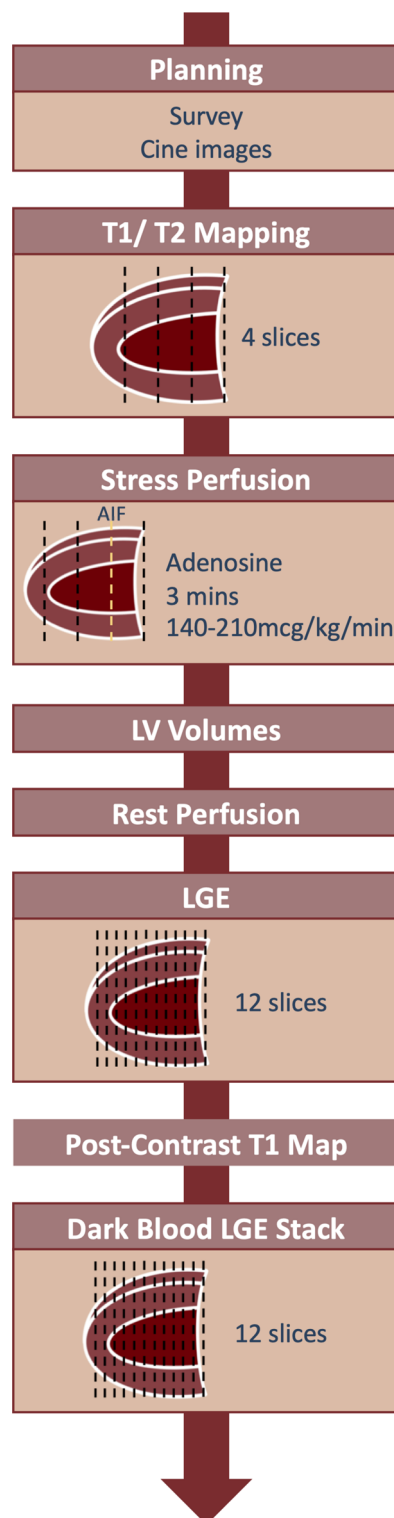 Planning
Survey
Cine images
T1/ T2 Mapping
4 slices
Stress Perfusion
AIF
Adenosine
3 mins
140-210mcg/kg/min
LV Volumes
Rest Perfusion
LGE
12 slices
Post-Contrast T1 Map
Dark Blood LGE Stack
12 slices